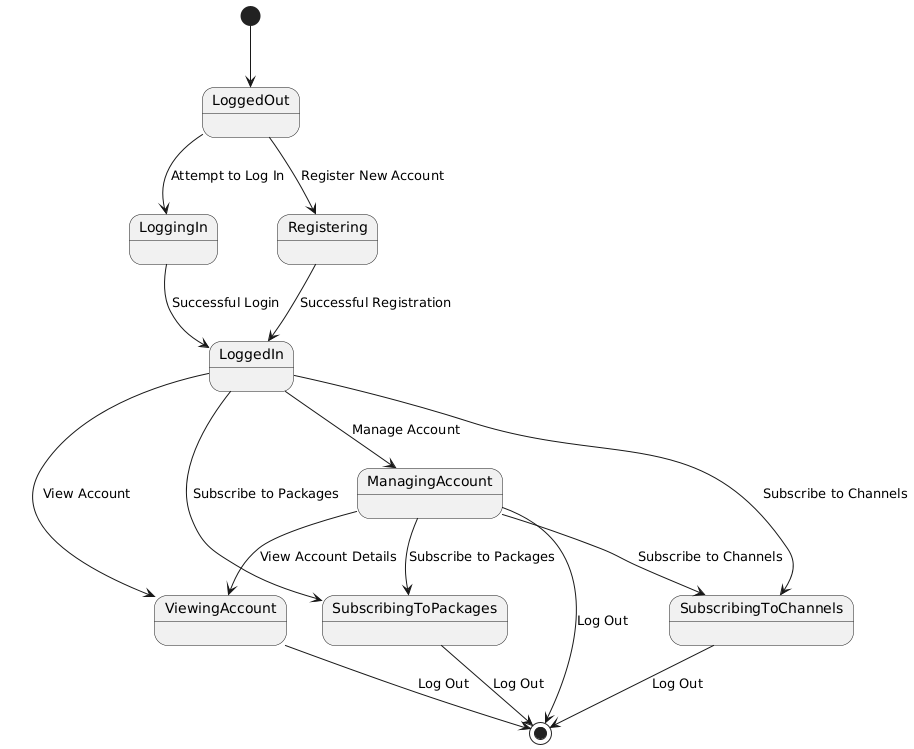 LoggedOut
Attempt to Log In
Register New Account
LoggingIn
Registering
Successful Login
Successful Registration
LoggedIn
Manage Account
View Account
Subscribe to Packages
Subscribe to Channels
ManagingAccount
View Account Details
Subscribe to Packages
Subscribe to Channels
ViewingAccount
SubscribingToPackages
SubscribingToChannels
Log Out
Log Out
Log Out
Log Out